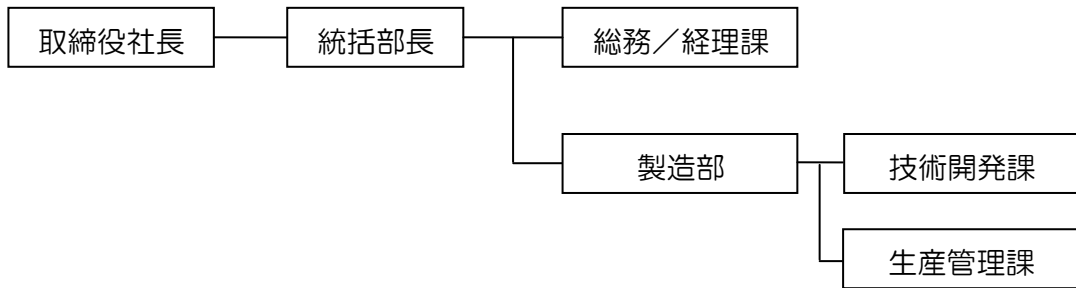 取締役社長
統括部長
総務／経理課
製造部
技術開発課
生産管理課